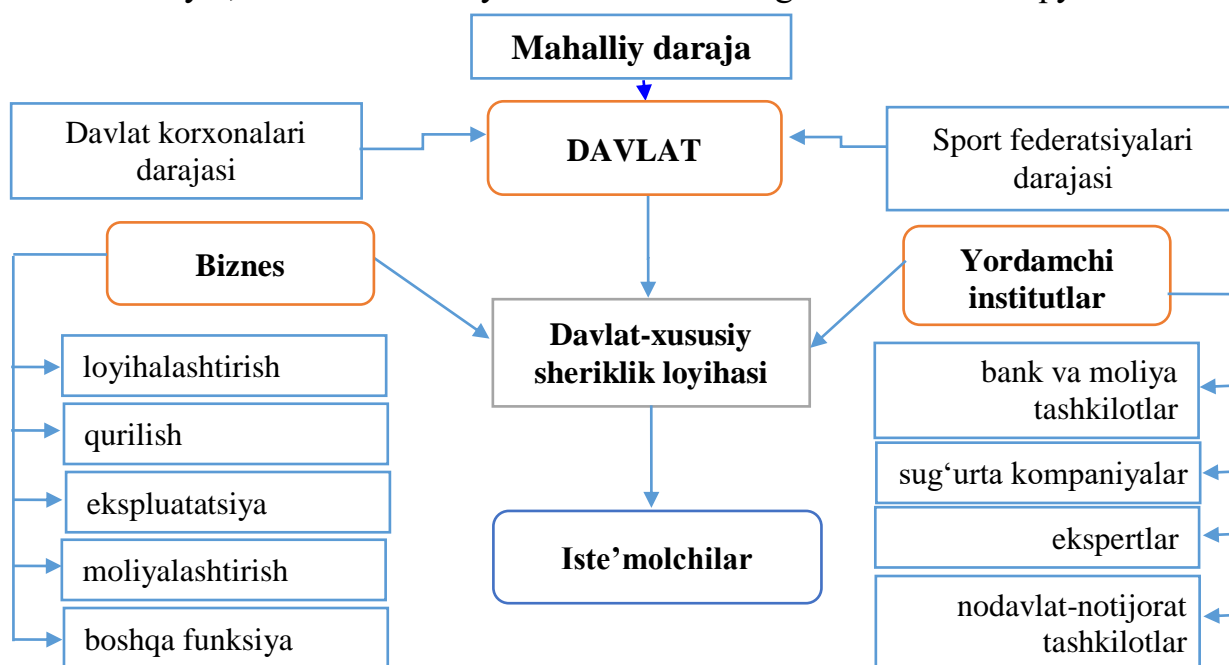 Mahalliy daraja
Davlat korxonalari
darajasi
DAVLAT
Sport federatsiyalari
darajasi
Biznes
Yordamchi
institutlar
Davlat-xususiy
sheriklik loyihasi
loyihalashtirish
qurilish
ekspluatatsiya
moliyalashtirish
boshqa funksiya
bank va moliya
tashkilotlar
sug‘urta kompaniyalar
ekspertlar
nodavlat-notijorat
tashkilotlar
Iste’molchilar